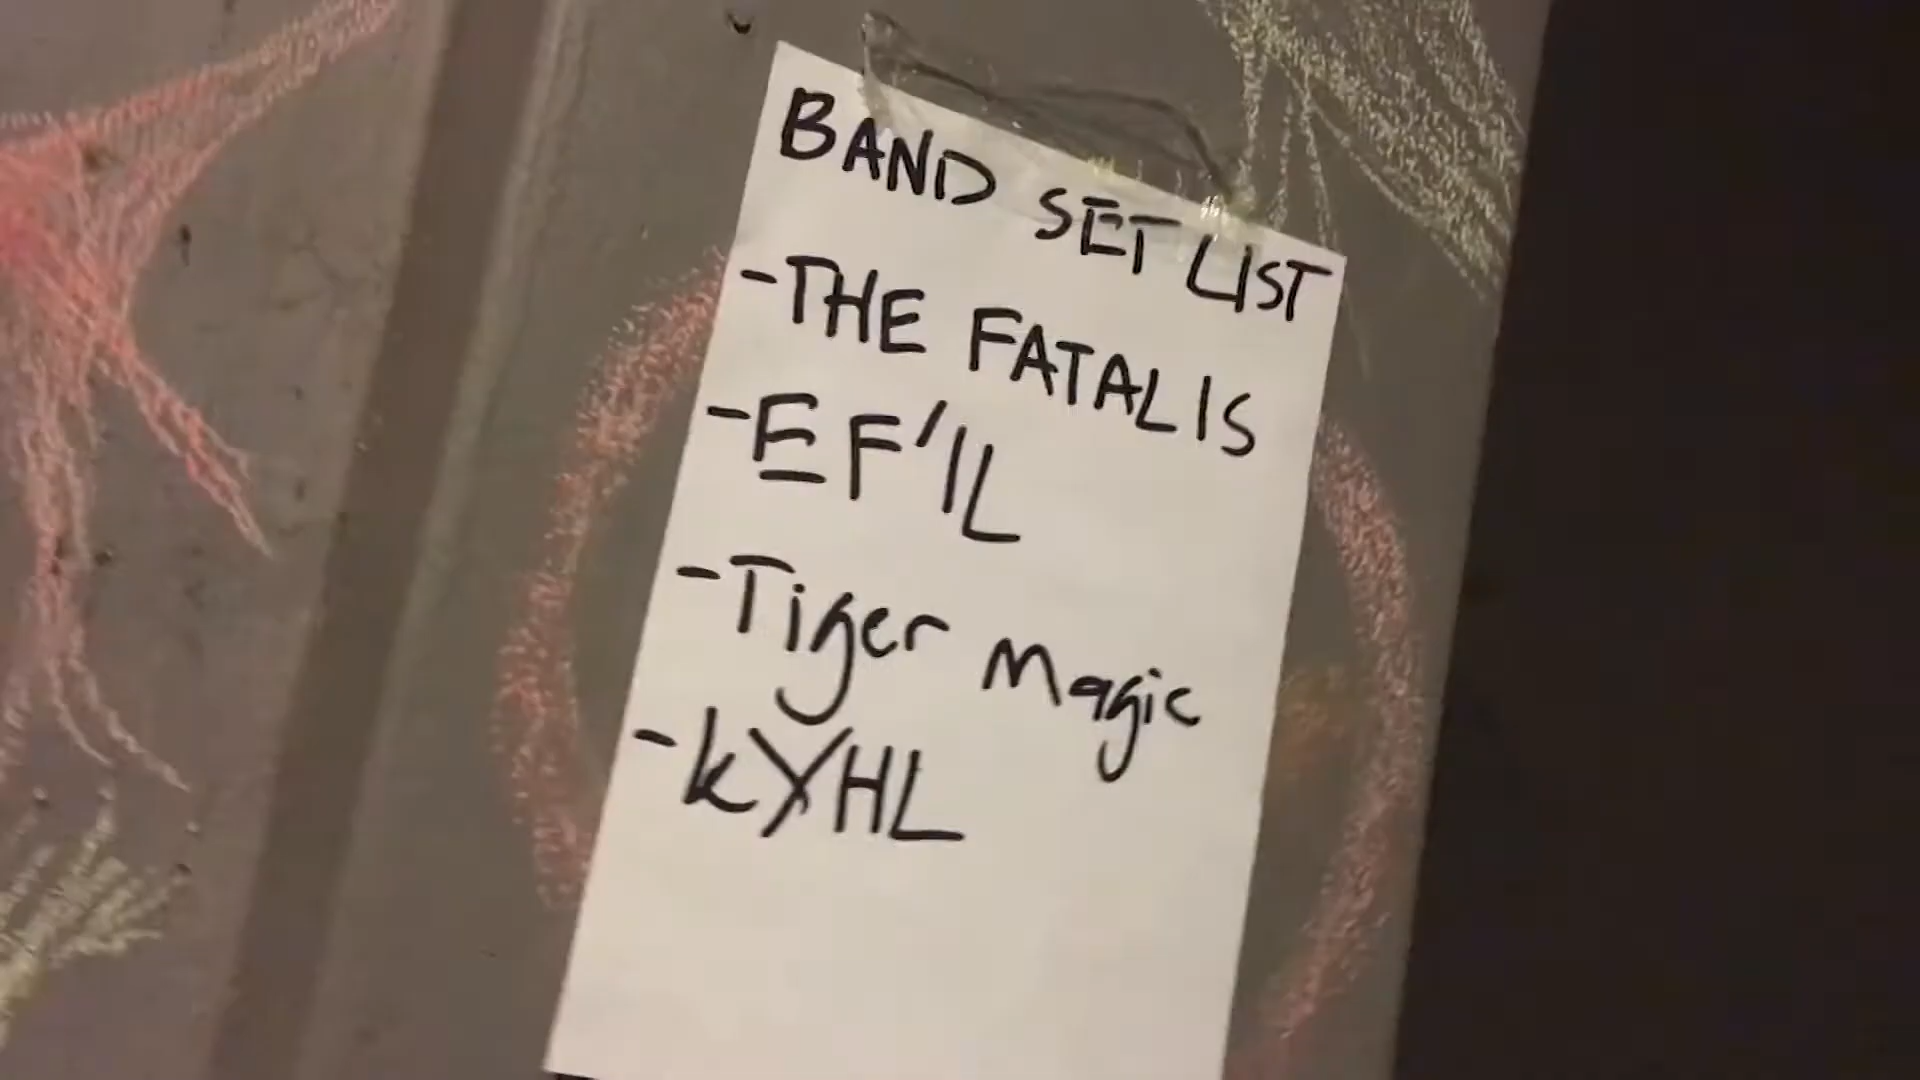 BAND SET LIST
-THE FATALIS
-EF'IL
-Tiger Magic
-kYHL